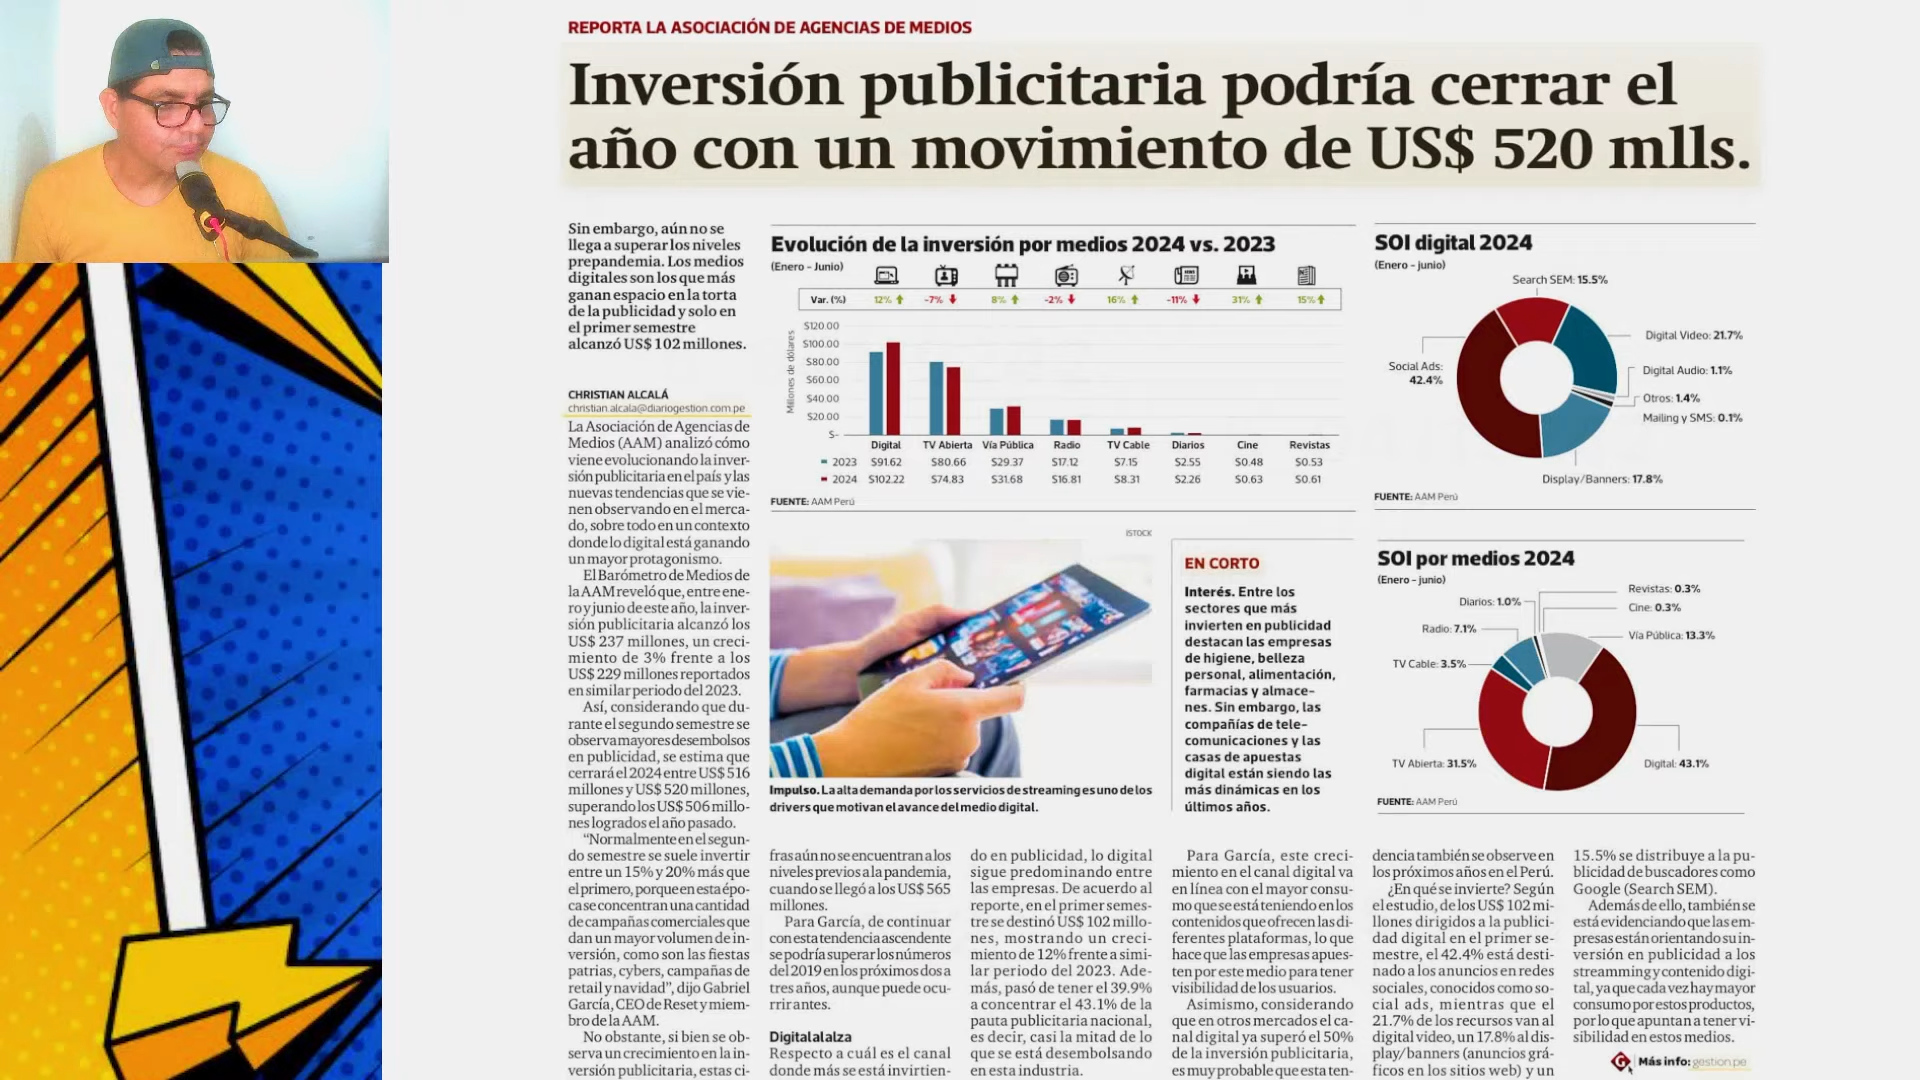 REPORTA LA ASOCIACIÓN DE AGENCIAS DE MEDIOS
Inversión publicitaria podría cerrar el
año con un movimiento de US$ 520 mlls.
Sin embargo, aún no se
llega a superar los niveles
prepandemia. Los medios
digitales son los que más
ganan espacio en la torta
de la publicidad y solo en
el primer semestre
alcanzó US$ 102 millones.
CHRISTIAN ALCALÁ
christian.alcala@diariogestion.com.pe
La Asociación de Agencias de
Medios (AAM) analizó cómo
viene evolucionando la inver-
sión publicitaria en el país y las
nuevas tendencias que se vie-
nen observando en el merca-
do, sobre todo en un contexto
donde lo digital está ganando
un mayor protagonismo.
El Barómetro de Medios de
la AAM reveló que, entre ene-
ro y junio de este año, la inver-
sión publicitaria alcanzó los
US$ 237 millones, un creci-
miento de 3% frente a los
US$ 229 millones reportados
en similar periodo del 2023.
Así, considerando que du-
rante el segundo semestre se
observa mayores desembolsos
en publicidad, se estima que
cerrará el 2024 entre US$ 516
millones y US$ 520 millones,
superando los US$ 506 millo-
nes logrados el año pasado.
“Normalmente en el segun-
do semestre se suele invertir
entre un 15% y 20% más que
el primero, porque en esta épo-
ca se concentran una cantidad
de campañas comerciales que
dan un mayor volumen de in-
versión, como son las fiestas
patrias, cybers, campañas de
retail y navidad”, dijo Gabriel
García, CEO de Reset y miem-
bro de la AAM.
No obstante, si bien se ob-
serva un crecimiento en la in-
versión publicitaria, estas ci-
Evolución de la inversión por medios 2024 vs. 2023
(Enero - Junio)
Var. (%) 12% -7% 8% -2% 16% -11% 31% 15%
Millones de dólares
$120.00
$100.00
$80.00
$60.00
$40.00
$20.00
$-
Digital TV Abierta Vía Pública Radio TV Cable Diarios Cine Revistas
2023 $91.62 $80.66 $29.37 $17.12 $7.15 $2.55 $0.48 $0.53
2024 $102.22 $74.83 $31.68 $16.81 $8.31 $2.26 $0.63 $0.61
FUENTE: AAM Perú
ISTOCK
Impulso. La alta demanda por los servicios de streaming es uno de los
drivers que motivan el avance del medio digital.
EN CORTO
Interés. Entre los
sectores que más
invierten en publicidad
destacan las empresas
de higiene, belleza
personal, alimentación,
farmacias y almace-
nes. Sin embargo, las
compañías de tele-
comunicaciones y las
casas de apuestas
digital están siendo las
más dinámicas en los
últimos años.
SOI digital 2024
(Enero - junio)
Search SEM: 15.5%
Digital Video: 21.7%
Social Ads:
42.4%
Digital Audio: 1.1%
Otros: 1.4%
Mailing y SMS: 0.1%
Display/Banners: 17.8%
FUENTE: AAM Perú
SOI por medios 2024
(Enero - junio)
Revistas: 0.3%
Diarios: 1.0%
Cine: 0.3%
Radio: 7.1%
Vía Pública: 13.3%
TV Cable: 3.5%
TV Abierta: 31.5%
Digital: 43.1%
FUENTE: AAM Perú
fras aún no se encuentran a los
niveles previos a la pandemia,
cuando se llegó a los US$ 565
millones.
Para García, de continuar
con esta tendencia ascendente
se podría superar los números
del 2019 en los próximos dos a
tres años, aunque puede ocu-
rrir antes.
Digital al alza
Respecto a cuál es el canal
donde más se está invirtien-
do en publicidad, lo digital
sigue predominando entre
las empresas. De acuerdo al
reporte, en el primer semes-
tre se destinó US$ 102 millo-
nes, mostrando un creci-
miento de 12% frente a simi-
lar periodo del 2023. Ade-
más, pasó de tener el 39.9%
a concentrar el 43.1% de la
pauta publicitaria nacional,
es decir, casi la mitad de lo
que se está desembolsando
en esta industria.
Para García, este creci-
miento en el canal digital va
en línea con el mayor consu-
mo que se está teniendo en los
contenidos que ofrecen las di-
ferentes plataformas, lo que
hace que las empresas apues-
ten por este medio para tener
visibilidad de los usuarios.
Asimismo, considerando
que en otros mercados el ca-
nal digital ya superó el 50%
de la inversión publicitaria,
es muy probable que esta ten-
dencia también se observe en
los próximos años en el Perú.
¿En qué se invierte? Según
el estudio, de los US$ 102 mi-
llones dirigidos a la publici-
dad digital en el primer se-
mestre, el 42.4% está desti-
nado a los anuncios en redes
sociales, conocidos como so-
cial ads, mientras que el
21.7% de los recursos van al
digital video, un 17.8% al dis-
play/banners (anuncios grá-
ficos en los sitios web) y un
15.5% se distribuye a la pu-
blicidad de buscadores como
Google (Search SEM).
Además de ello, también se
está evidenciando que las em-
presas están orientando su in-
versión en publicidad a los
streamming y contenido digi-
tal, ya que cada vez hay mayor
consumo por estos productos,
por lo que apuntan a tener vi-
sibilidad en estos medios.
G Más info: gestion.pe